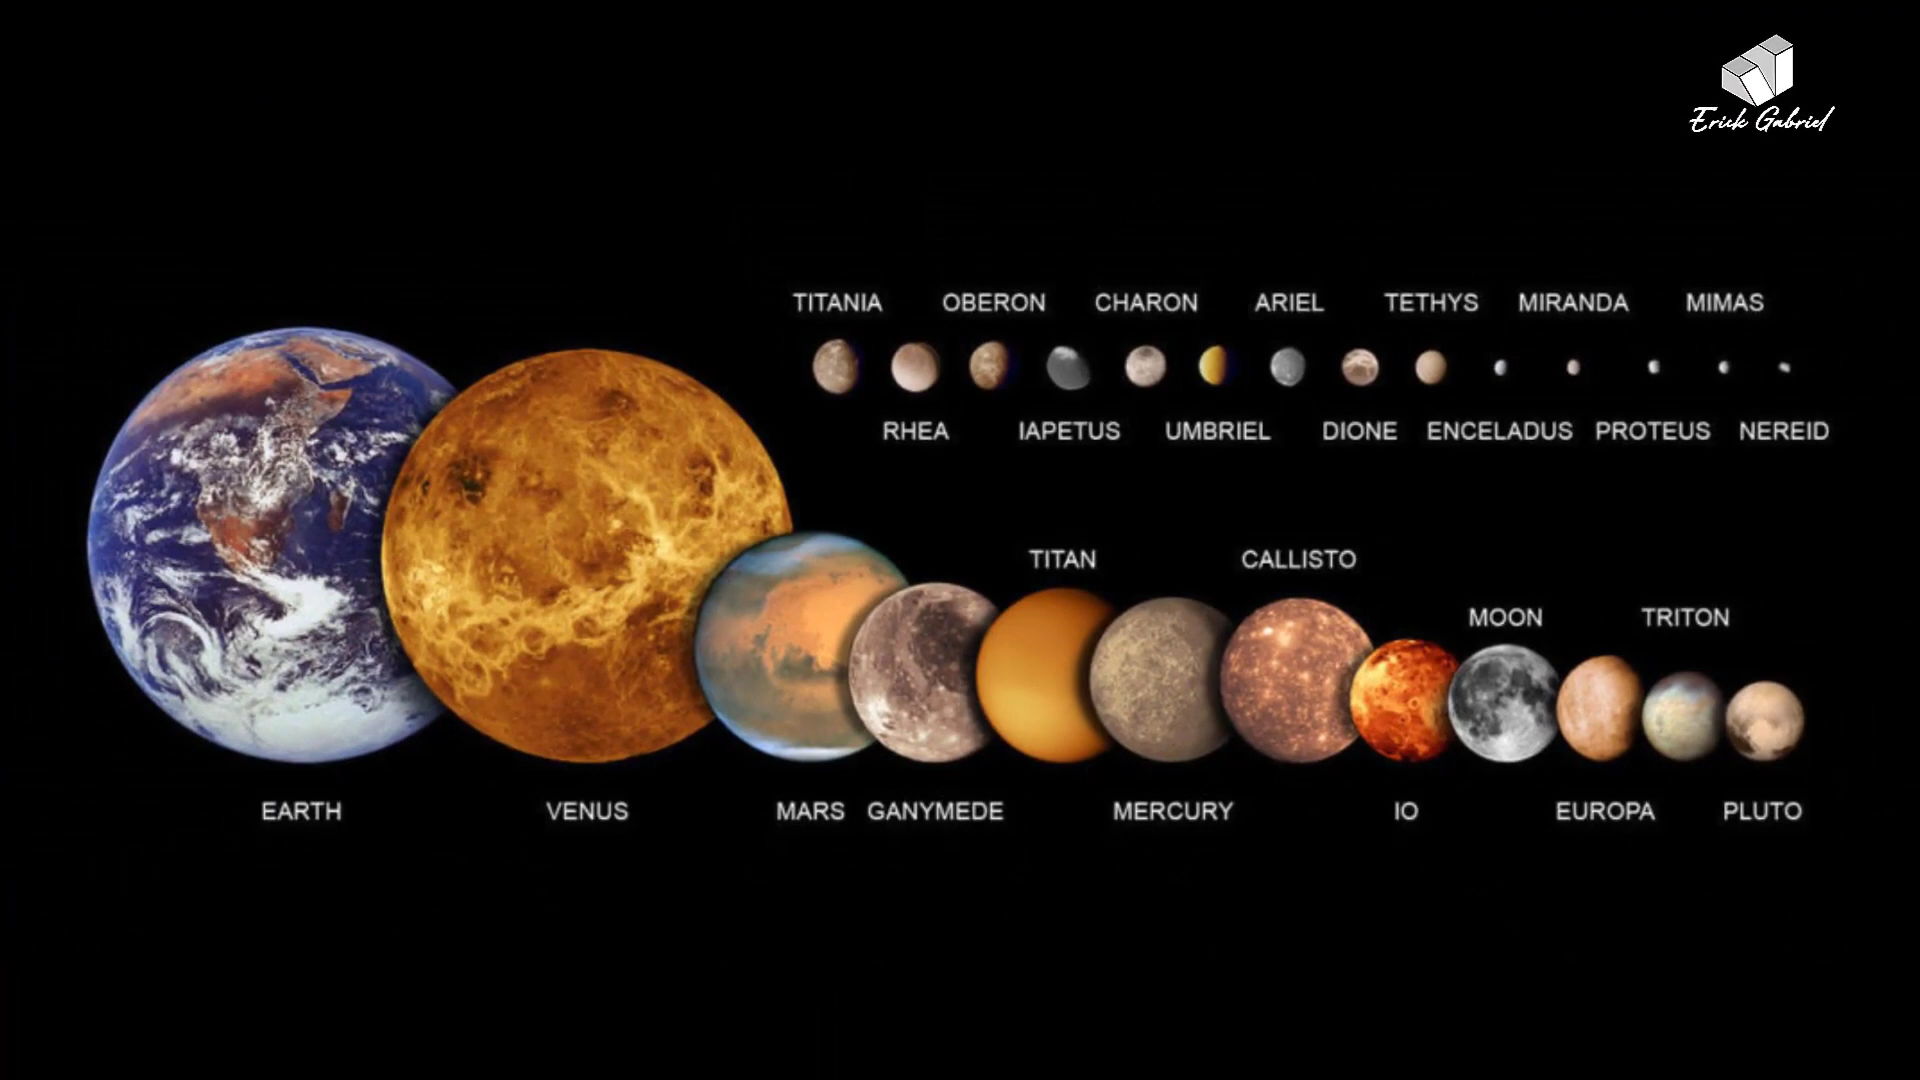 Erick Gabriel
TITANIA OBERON CHARON ARIEL TETHYS MIRANDA MIMAS
RHEA IAPETUS UMBRIEL DIONE ENCELADUS PROTEUS NEREID
TITAN CALLISTO
MOON TRITON
EARTH VENUS MARS GANYMEDE MERCURY IO EUROPA PLUTO